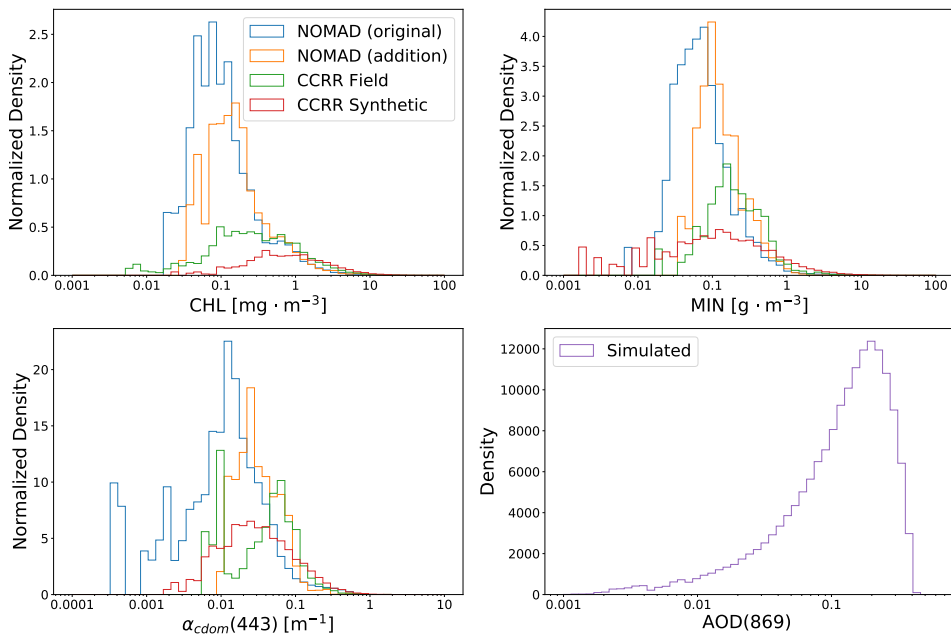 NOMAD (original)
NOMAD (addition)
CCRR Field
CCRR Synthetic
Normalized Density
2.5
2.0
1.5
1.0
0.5
0.0
0.001 0.01 0.1 1 10 100
CHL [mg · m⁻³]
Normalized Density
4.0
3.5
3.0
2.5
2.0
1.5
1.0
0.5
0.0
0.001 0.01 0.1 1 10 100
MIN [g · m⁻³]
Normalized Density
20
15
10
5
0
0.0001 0.001 0.01 0.1 1 10
α_cdom(443) [m⁻¹]
Simulated
Density
12000
10000
8000
6000
4000
2000
0
0.001 0.01 0.1
AOD(869)